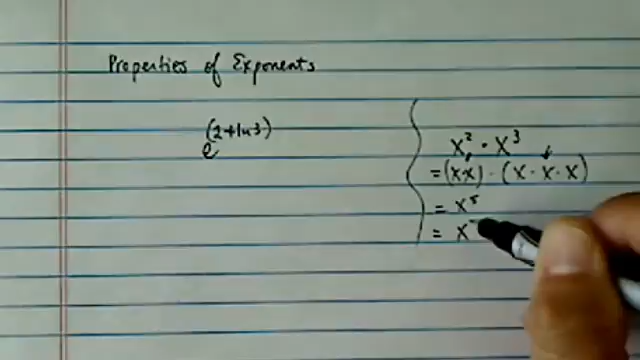 Properties of Exponents
e^(2+ln3)
x² · x³
= (x·x) · (x·x·x)
= x⁵
= x